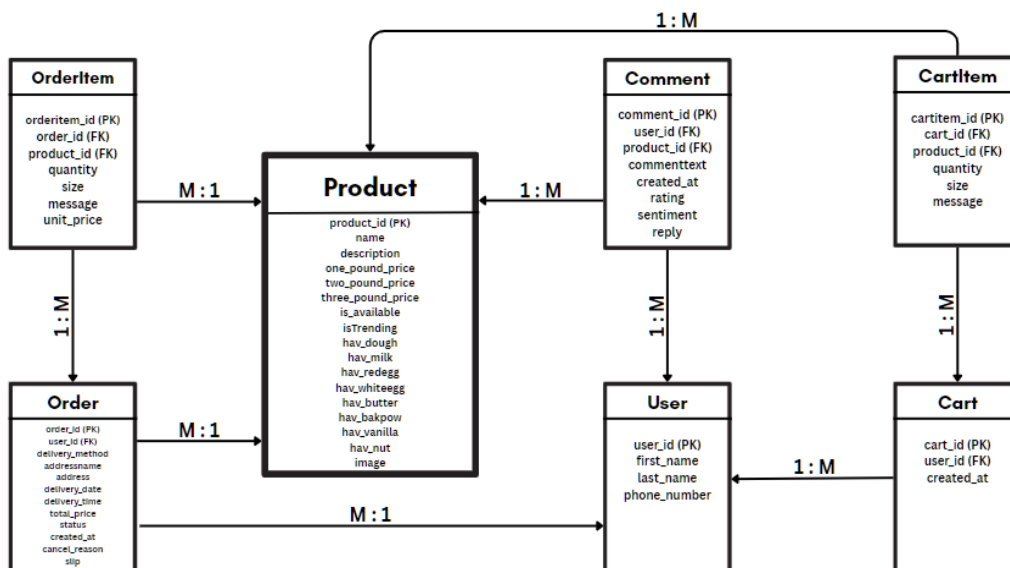 1 : M
OrderItem
orderitem_id (PK)
order_id (FK)
product_id (FK)
quantity
size
message
unit_price
M : 1
Product
product_id (PK)
name
description
one_pound_price
two_pound_price
three_pound_price
is_available
isTrending
hav_dough
hav_milk
hav_redegg
hav_whiteegg
hav_butter
hav_bakpow
hav_vanilla
hav_nut
image
1 : M
Comment
comment_id (PK)
user_id (FK)
product_id (FK)
commenttext
created_at
rating
sentiment
reply
CartItem
cartitem_id (PK)
cart_id (FK)
product_id (FK)
quantity
size
message
1 : M
1 : M
1 : M
Order
order_id (PK)
user_id (FK)
delivery_method
addressname
address
delivery_date
delivery_time
total_price
status
created_at
cancel_reason
slip
M : 1
M : 1
User
user_id (PK)
first_name
last_name
phone_number
1 : M
Cart
cart_id (PK)
user_id (FK)
created_at